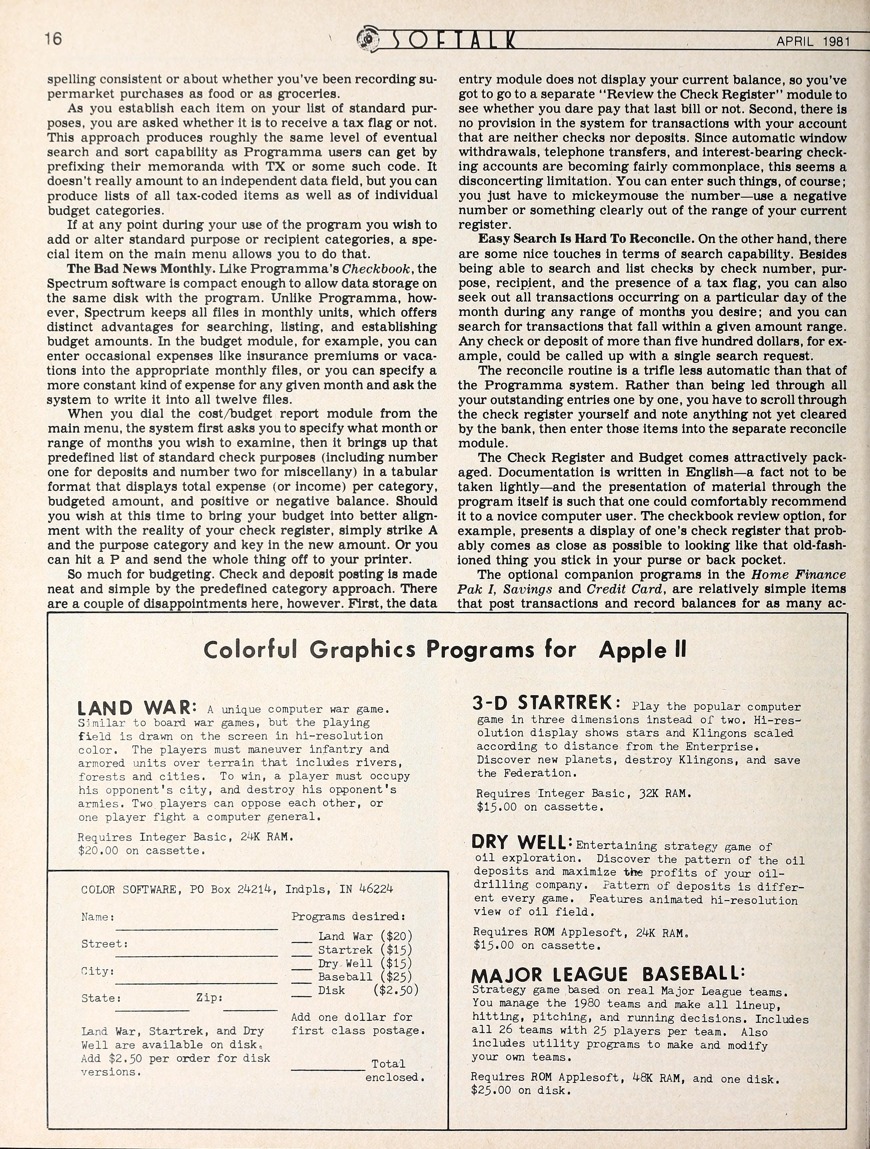 16
SOFTALK
APRIL 1981
spelling consistent or about whether you've been recording su-
permarket purchases as food or as groceries.
As you establish each item on your list of standard pur-
poses, you are asked whether it is to receive a tax flag or not.
This approach produces roughly the same level of eventual
search and sort capability as Programma users can get by
prefixing their memoranda with TX or some such code. It
doesn't really amount to an independent data field, but you can
produce lists of all tax-coded items as well as of individual
budget categories.
If at any point during your use of the program you wish to
add or alter standard purpose or recipient categories, a spe-
cial item on the main menu allows you to do that.
The Bad News Monthly. Like Programma's Checkbook, the
Spectrum software is compact enough to allow data storage on
the same disk with the program. Unlike Programma, how-
ever, Spectrum keeps all files in monthly units, which offers
distinct advantages for searching, listing, and establishing
budget amounts. In the budget module, for example, you can
enter occasional expenses like insurance premiums or vaca-
tions into the appropriate monthly files, or you can specify a
more constant kind of expense for any given month and ask the
system to write it into all twelve files.
When you dial the cost/budget report module from the
main menu, the system first asks you to specify what month or
range of months you wish to examine, then it brings up that
predefined list of standard check purposes (including number
one for deposits and number two for miscellany) in a tabular
format that displays total expense (or income) per category,
budgeted amount, and positive or negative balance. Should
you wish at this time to bring your budget into better align-
ment with the reality of your check register, simply strike A
and the purpose category and key in the new amount. Or you
can hit a P and send the whole thing off to your printer.
So much for budgeting. Check and deposit posting is made
neat and simple by the predefined category approach. There
are a couple of disappointments here, however. First, the data
entry module does not display your current balance, so you've
got to go to a separate "Review the Check Register" module to
see whether you dare pay that last bill or not. Second, there is
no provision in the system for transactions with your account
that are neither checks nor deposits. Since automatic window
withdrawals, telephone transfers, and interest-bearing check-
ing accounts are becoming fairly commonplace, this seems a
disconcerting limitation. You can enter such things, of course;
you just have to mickeymouse the number—use a negative
number or something clearly out of the range of your current
register.
Easy Search Is Hard To Reconcile. On the other hand, there
are some nice touches in terms of search capability. Besides
being able to search and list checks by check number, pur-
pose, recipient, and the presence of a tax flag, you can also
seek out all transactions occurring on a particular day of the
month during any range of months you desire; and you can
search for transactions that fall within a given amount range.
Any check or deposit of more than five hundred dollars, for ex-
ample, could be called up with a single search request.
The reconcile routine is a trifle less automatic than that of
the Programma system. Rather than being led through all
your outstanding entries one by one, you have to scroll through
the check register yourself and note anything not yet cleared
by the bank, then enter those items into the separate reconcile
module.
The Check Register and Budget comes attractively pack-
aged. Documentation is written in English—a fact not to be
taken lightly—and the presentation of material through the
program itself is such that one could comfortably recommend
it to a novice computer user. The checkbook review option, for
example, presents a display of one's check register that prob-
ably comes as close as possible to looking like that old-fash-
ioned thing you stick in your purse or back pocket.
The optional companion programs in the Home Finance
Pak I, Savings and Credit Card, are relatively simple items
that post transactions and record balances for as many ac-
Colorful Graphics Programs for Apple II
LAND WAR: A unique computer war game.
Similar to board war games, but the playing
field is drawn on the screen in hi-resolution
color. The players must maneuver infantry and
armored units over terrain that includes rivers,
forests and cities. To win, a player must occupy
his opponent's city, and destroy his opponent's
armies. Two players can oppose each other, or
one player fight a computer general.
Requires Integer Basic, 24K RAM.
$20.00 on cassette.
COLOR SOFTWARE, PO Box 24214, Indpls, IN 46224
Name:
Street:
City:
State: Zip:
Land War, Startrek, and Dry
Well are available on disk.
Add $2.50 per order for disk
versions.
Programs desired:
Land War ($20)
Startrek ($15)
Dry Well ($15)
Baseball ($25)
Disk ($2.50)
Add one dollar for
first class postage.
Total
enclosed.
3-D STARTREK: Play the popular computer
game in three dimensions instead of two. Hi-res-
olution display shows stars and Klingons scaled
according to distance from the Enterprise.
Discover new planets, destroy Klingons, and save
the Federation.
Requires Integer Basic, 32K RAM.
$15.00 on cassette.
DRY WELL: Entertaining strategy game of
oil exploration. Discover the pattern of the oil
deposits and maximize the profits of your oil-
drilling company. Pattern of deposits is differ-
ent every game. Features animated hi-resolution
view of oil field.
Requires ROM Applesoft, 24K RAM.
$15.00 on cassette.
MAJOR LEAGUE BASEBALL:
Strategy game based on real Major League teams.
You manage the 1980 teams and make all lineup,
hitting, pitching, and running decisions. Includes
all 26 teams with 25 players per team. Also
includes utility programs to make and modify
your own teams.
Requires ROM Applesoft, 48K RAM, and one disk.
$25.00 on disk.